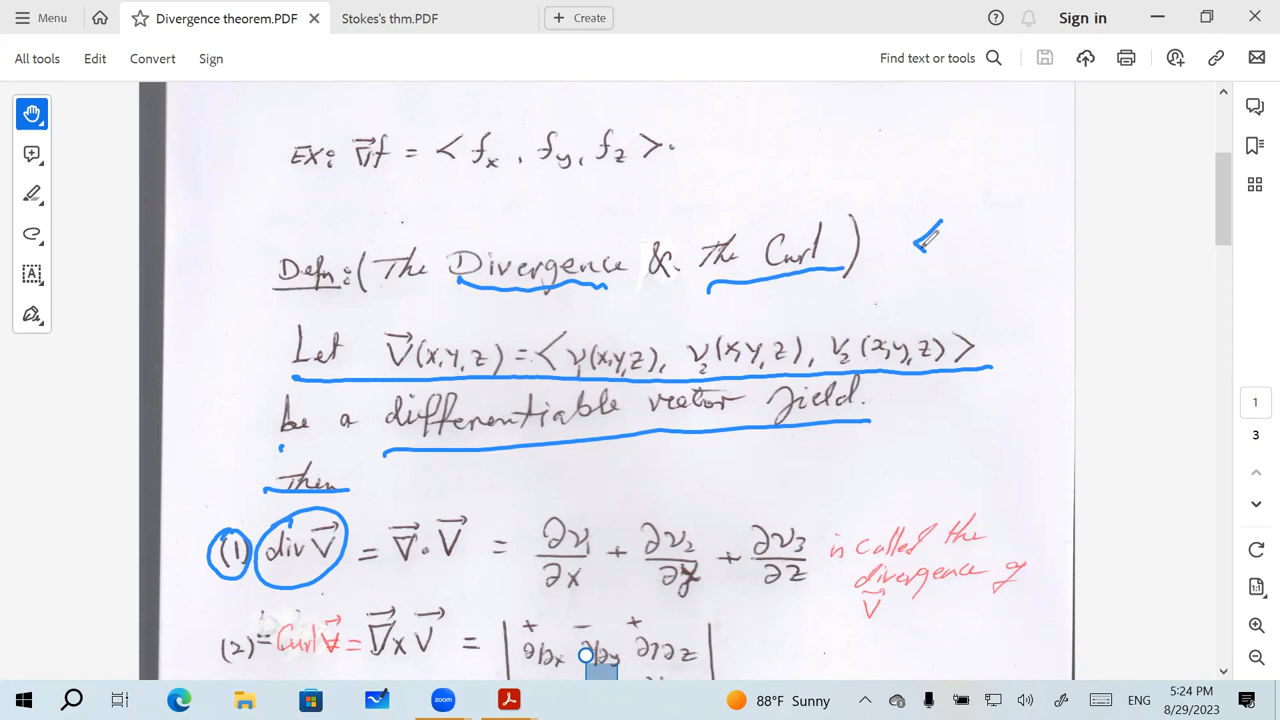 Menu
Divergence theorem.PDF
Stokes's thm.PDF
Create
Sign in
All tools
Edit
Convert
Sign
Find text or tools
EX: ∇⃗f = < fx , fy, fz >.
Defn: (The Divergence & The Curl)
Let V⃗(x,y,z) = <v1(x,y,z), v2(x,y,z), v2(x,y,z)>
be a differentiable vector field.
Then
(1) div V⃗ = ∇⃗ · V⃗ = ∂v1/∂x + ∂v2/∂y + ∂v3/∂z is called the
divergence of
V⃗
(2) = Curl V⃗ = ∇⃗ x V⃗ = | + − +
∂/∂x ∂/∂y ∂/∂z |
1
3
zoom
88°F Sunny
ENG
5:24 PM
8/29/2023